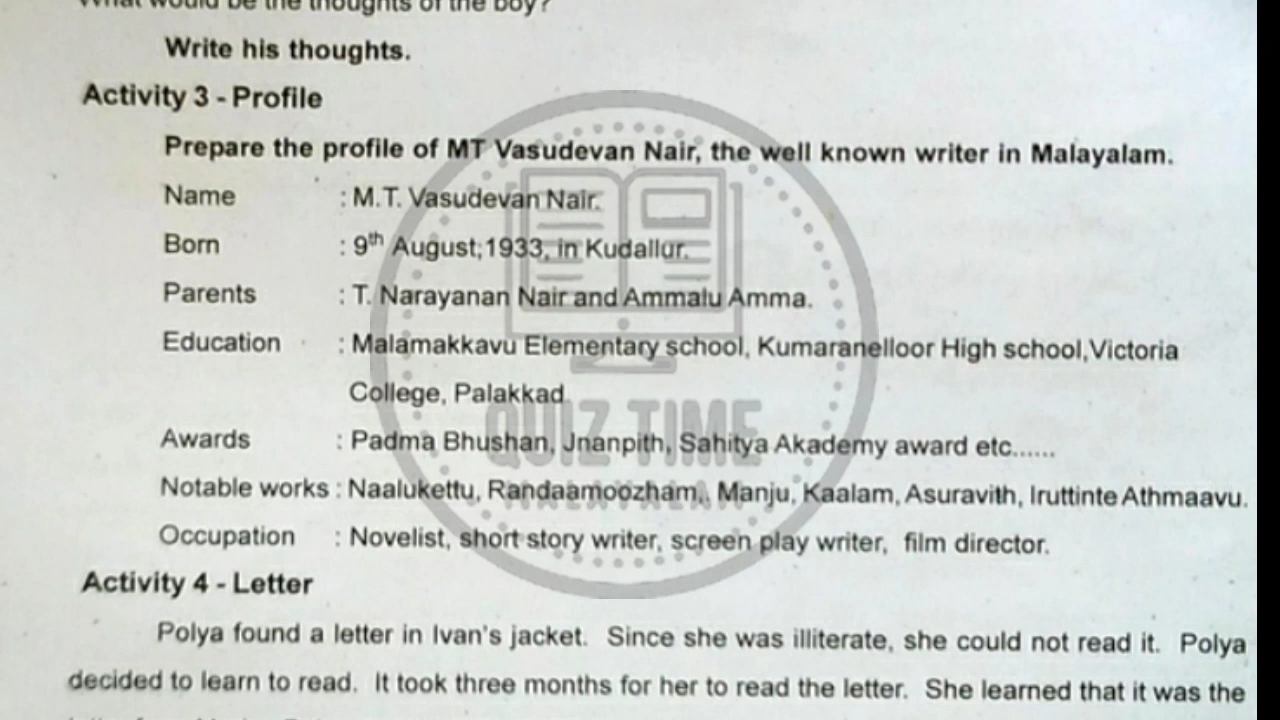 What would be the thoughts of the boy?
Write his thoughts.
Activity 3 - Profile
Prepare the profile of MT Vasudevan Nair, the well known writer in Malayalam.
Name : M.T. Vasudevan Nair.
Born : 9th August,1933, in Kudallur.
Parents : T. Narayanan Nair and Ammalu Amma.
Education : Malamakkavu Elementary school, Kumaranelloor High school,Victoria
College, Palakkad.
Awards : Padma Bhushan, Jnanpith, Sahitya Akademy award etc......
Notable works : Naalukettu, Randaamoozham,. Manju, Kaalam, Asuravith, Iruttinte Athmaavu.
Occupation : Novelist, short story writer, screen play writer, film director.
QUIZ TIME
MALAYALAM
Activity 4 - Letter
Polya found a letter in Ivan's jacket. Since she was illiterate, she could not read it. Polya
decided to learn to read. It took three months for her to read the letter. She learned that it was the